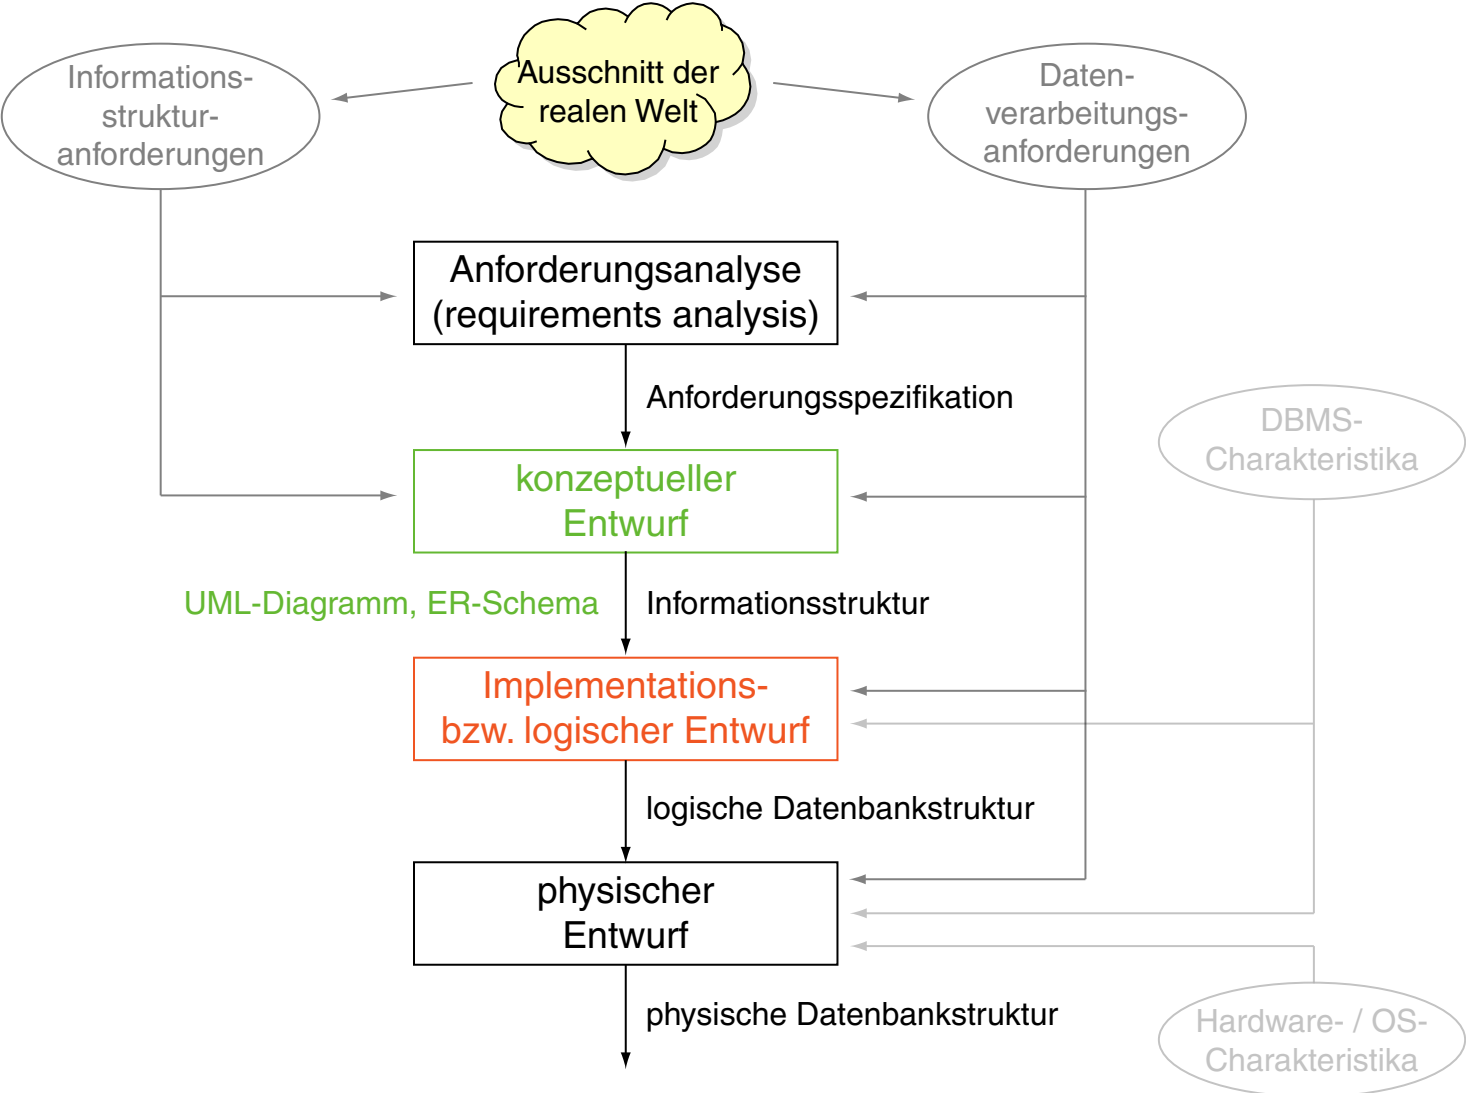 Informations-
struktur-
anforderungen
Ausschnitt der
realen Welt
Daten-
verarbeitungs-
anforderungen
Anforderungsanalyse
(requirements analysis)
Anforderungsspezifikation
DBMS-
Charakteristika
konzeptueller
Entwurf
UML-Diagramm, ER-Schema
Informationsstruktur
Implementations-
bzw. logischer Entwurf
logische Datenbankstruktur
physischer
Entwurf
physische Datenbankstruktur
Hardware- / OS-
Charakteristika